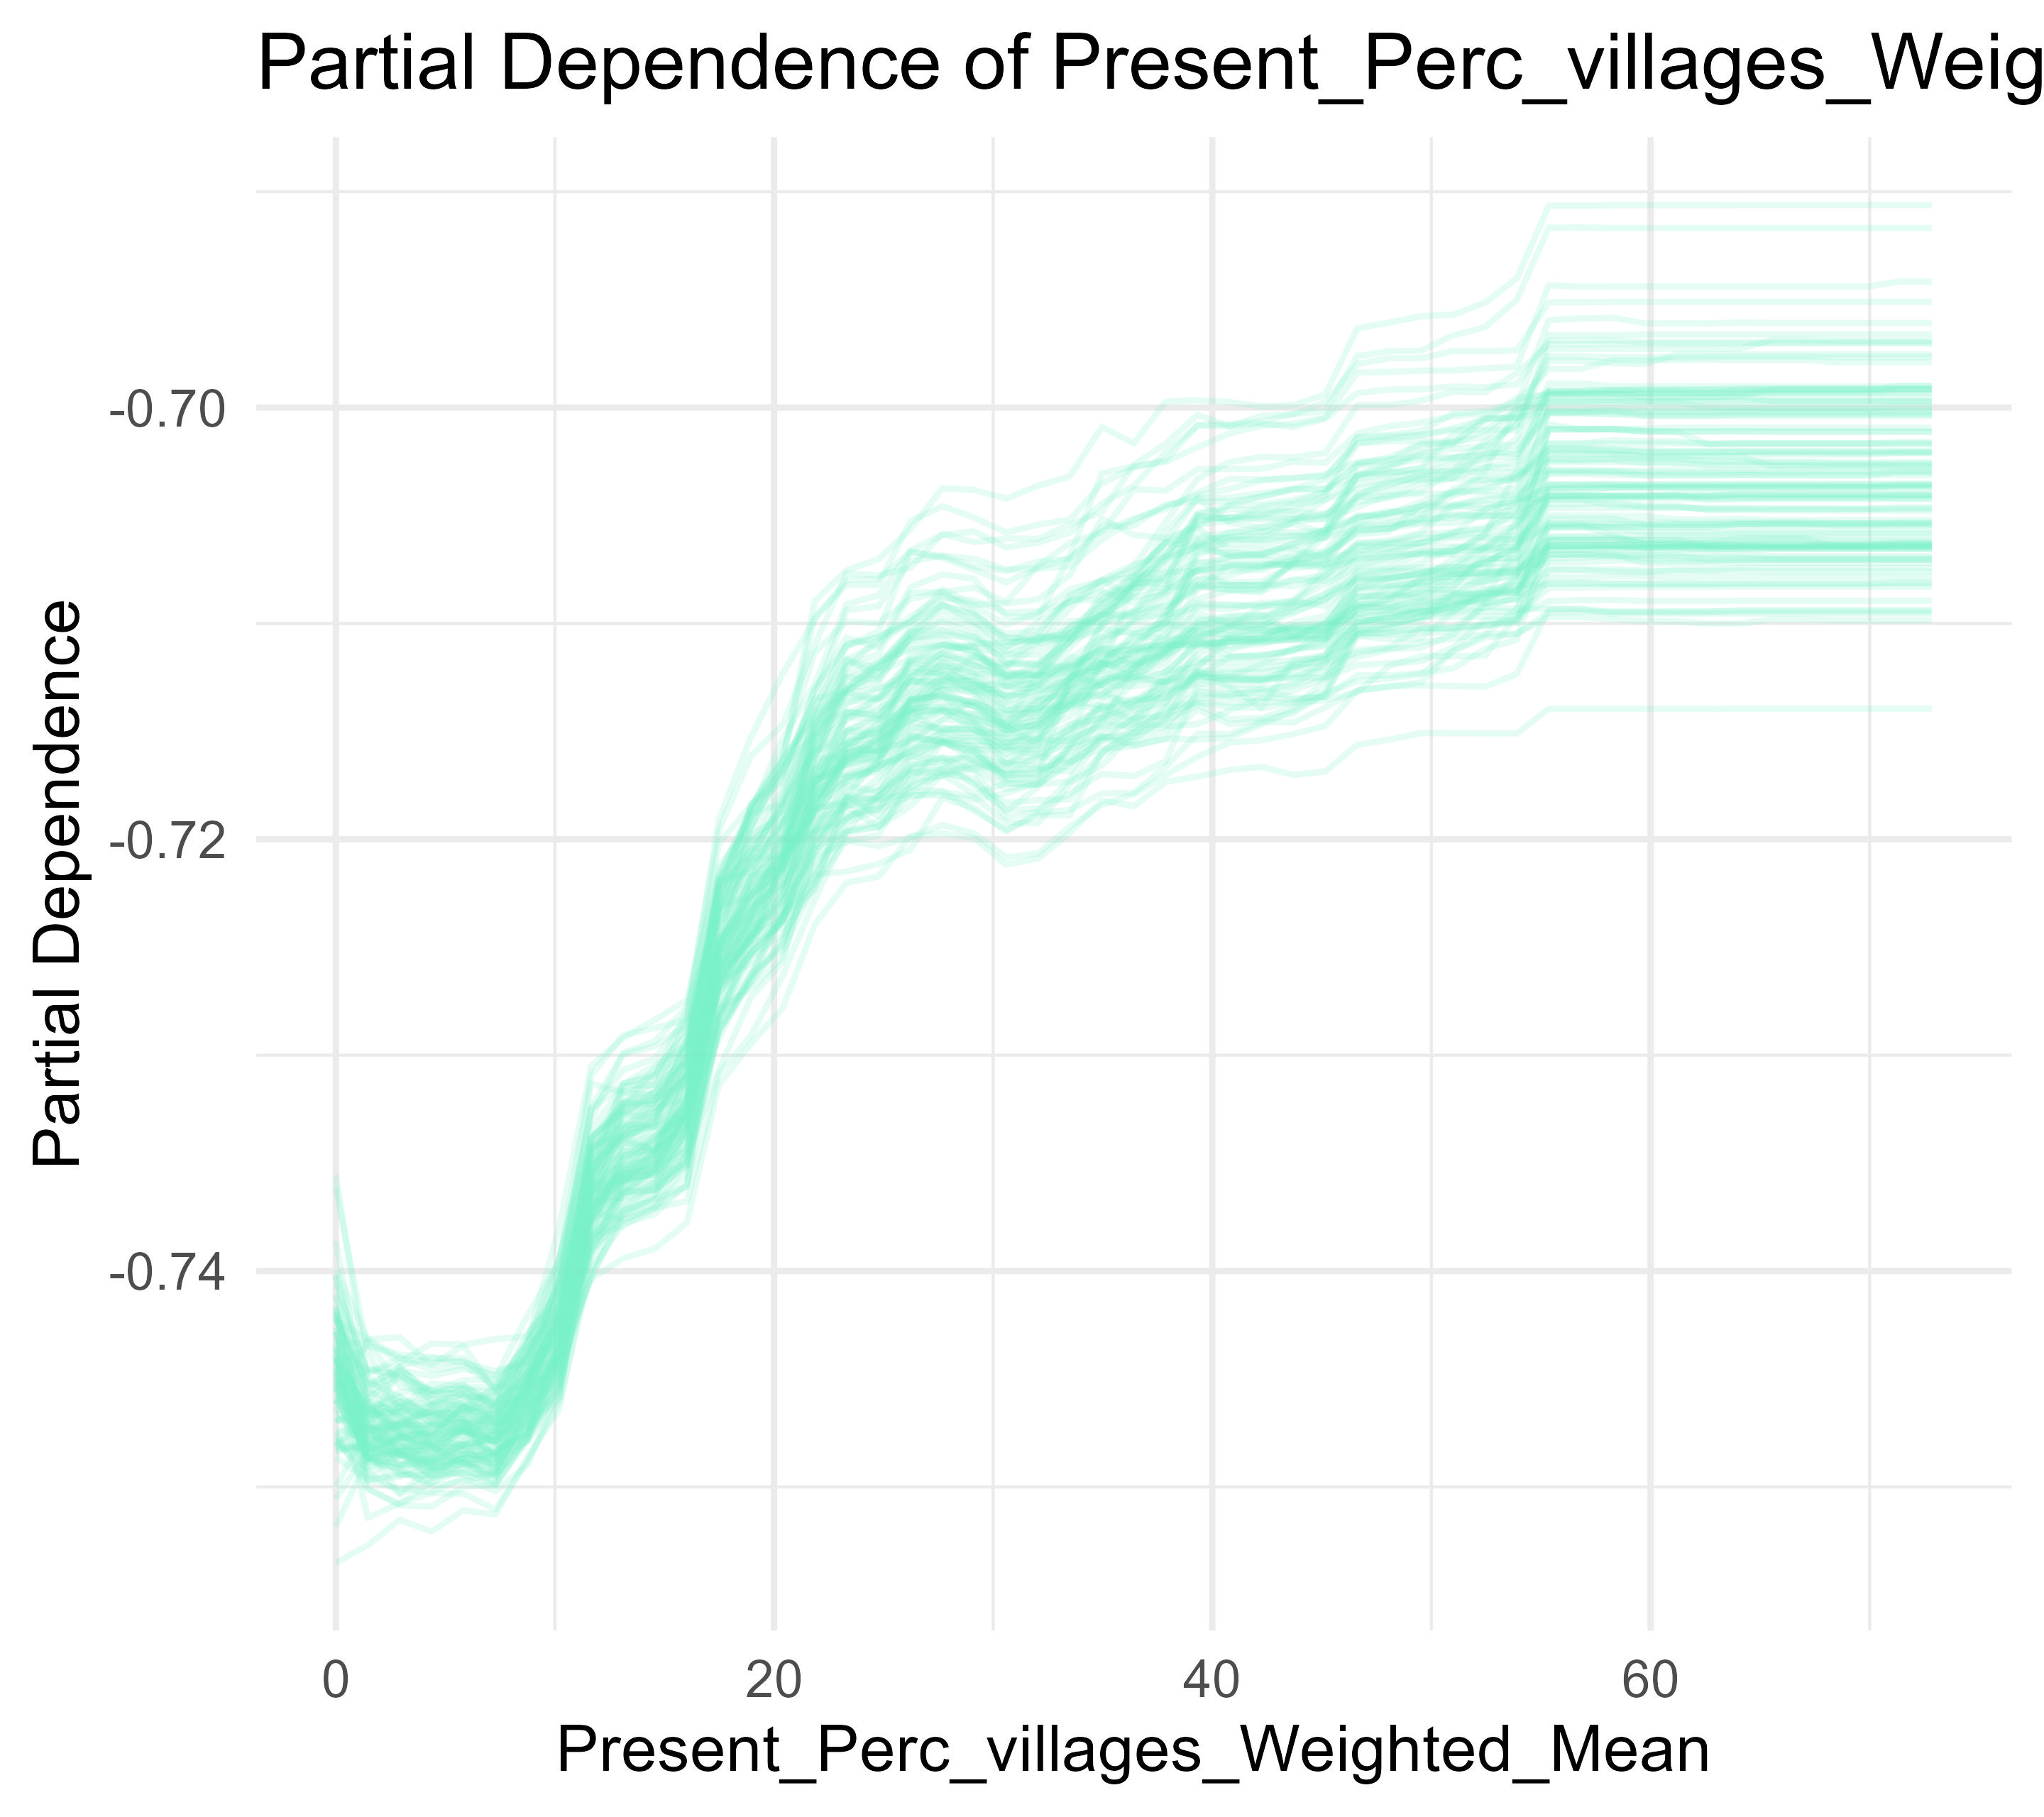 Partial Dependence of Present_Perc_villages_Weig
-0.70
-0.72
-0.74
Partial Dependence
0 20 40 60
Present_Perc_villages_Weighted_Mean